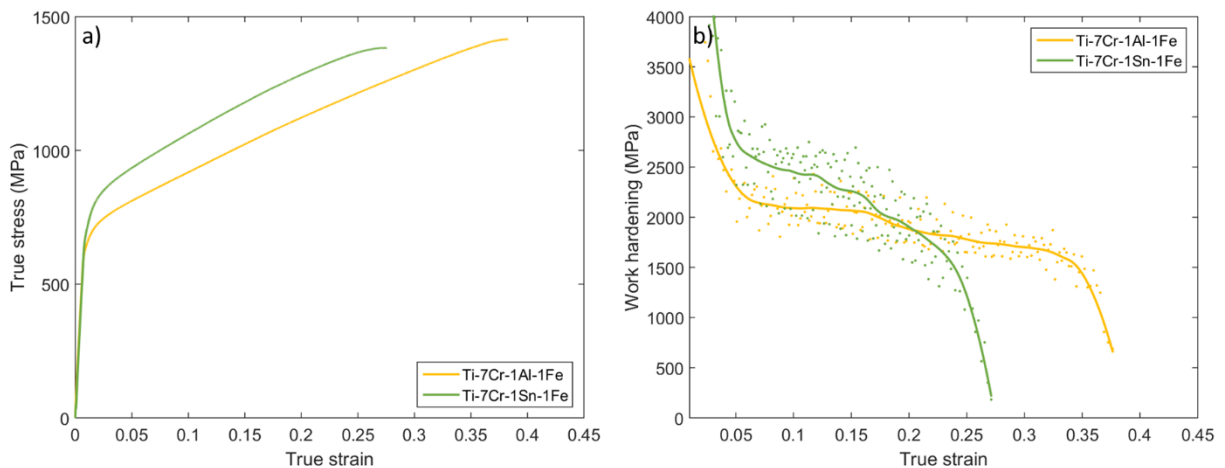 a)
1500
1000
500
0
True stress (MPa)
Ti-7Cr-1Al-1Fe
Ti-7Cr-1Sn-1Fe
0 0.05 0.1 0.15 0.2 0.25 0.3 0.35 0.4 0.45
True strain
b)
4000
3500
3000
2500
2000
1500
1000
500
0
Work hardening (MPa)
Ti-7Cr-1Al-1Fe
Ti-7Cr-1Sn-1Fe
0.05 0.1 0.15 0.2 0.25 0.3 0.35 0.4 0.45
True strain